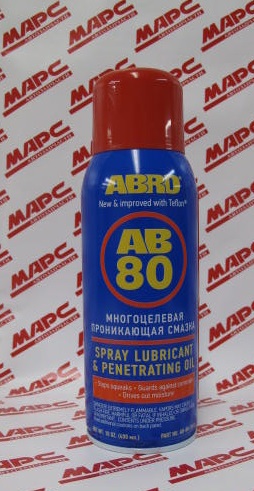 ABRO
New & improved with Teflon®
AB
80
МНОГОЦЕЛЕВАЯ
ПРОНИКАЮЩАЯ СМАЗКА
SPRAY LUBRICANT
& PENETRATING OIL
Stops squeaks • Guards against corrosion
• Drives out moisture
МАРС
АВТОЗАПЧАСТИ